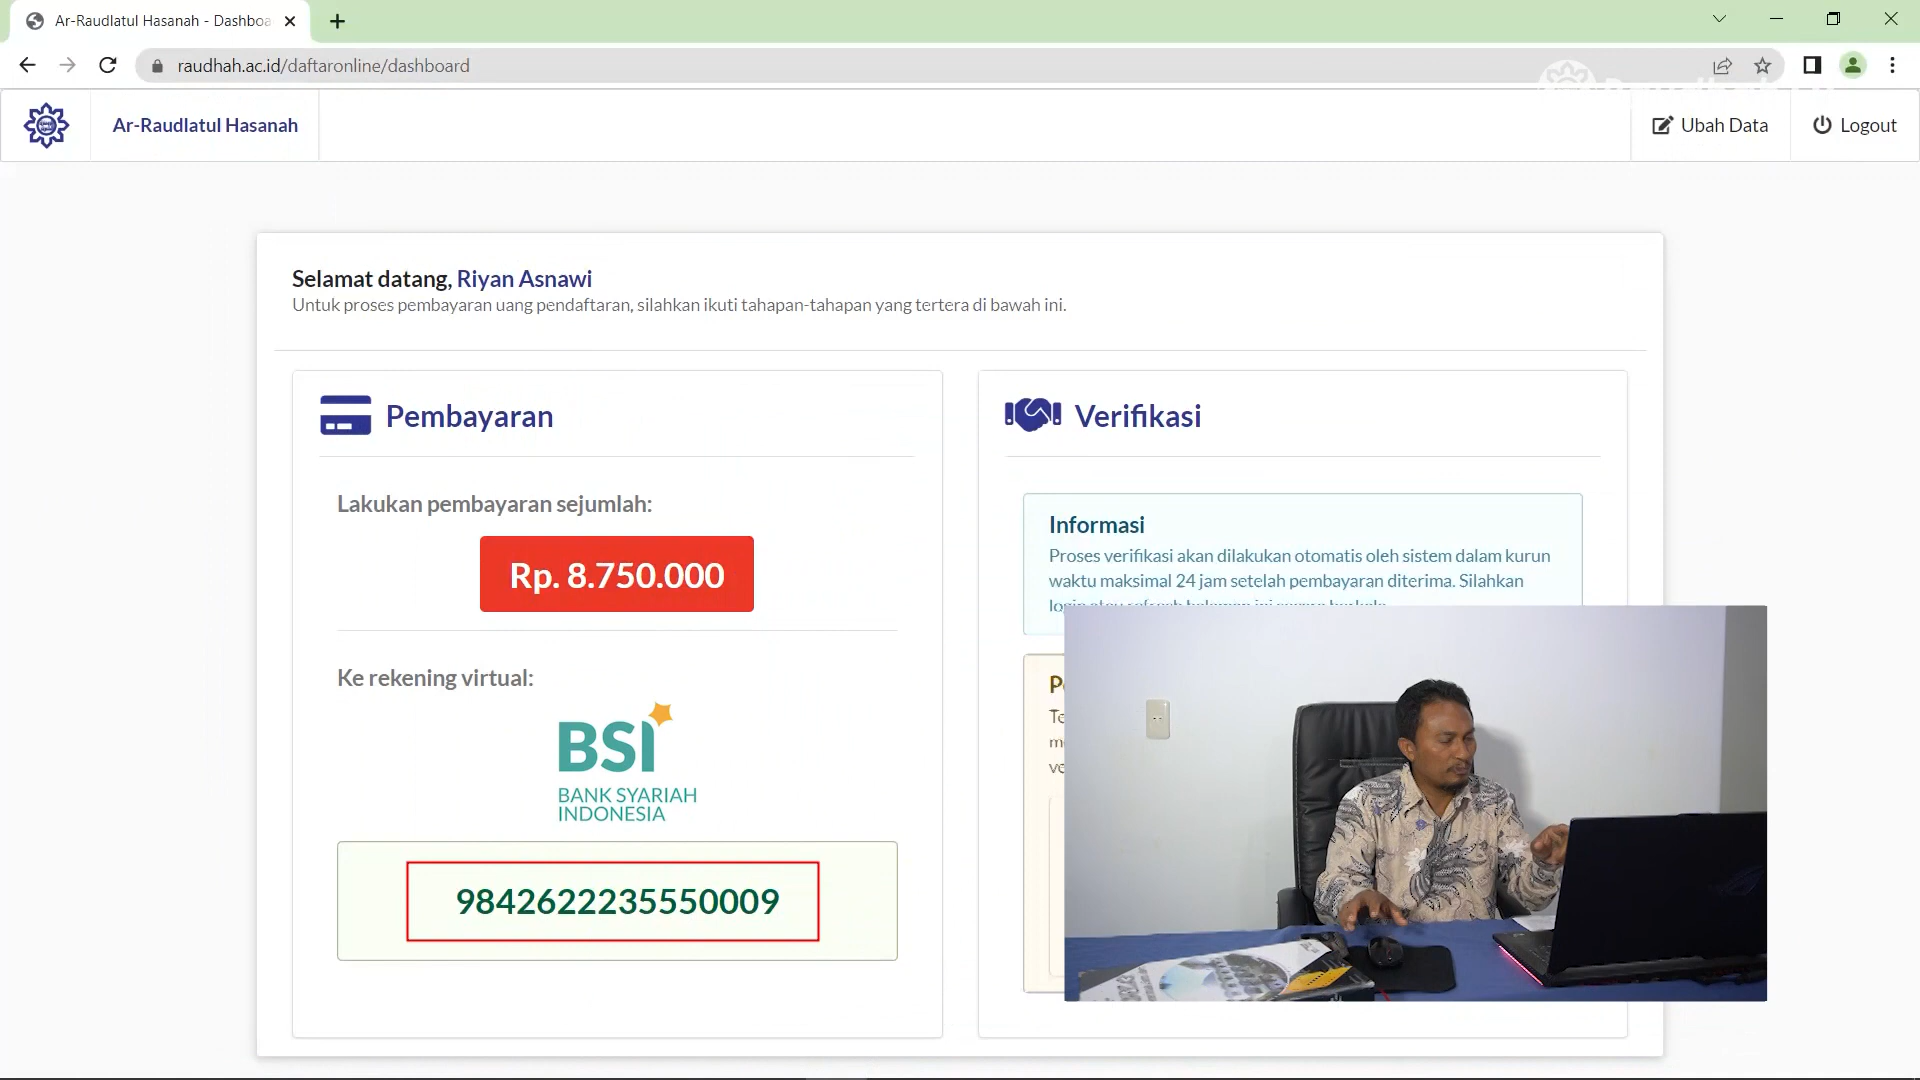 Ar-Raudlatul Hasanah - Dashboa
raudhah.ac.id/daftaronline/dashboard
Ar-Raudlatul Hasanah
Ubah Data
Logout
Selamat datang, Riyan Asnawi
Untuk proses pembayaran uang pendaftaran, silahkan ikuti tahapan-tahapan yang tertera di bawah ini.
Pembayaran
Lakukan pembayaran sejumlah:
Rp. 8.750.000
Ke rekening virtual:
BSI
BANK SYARIAH
INDONESIA
9842622235550009
Verifikasi
Informasi
Proses verifikasi akan dilakukan otomatis oleh sistem dalam kurun
waktu maksimal 24 jam setelah pembayaran diterima. Silahkan